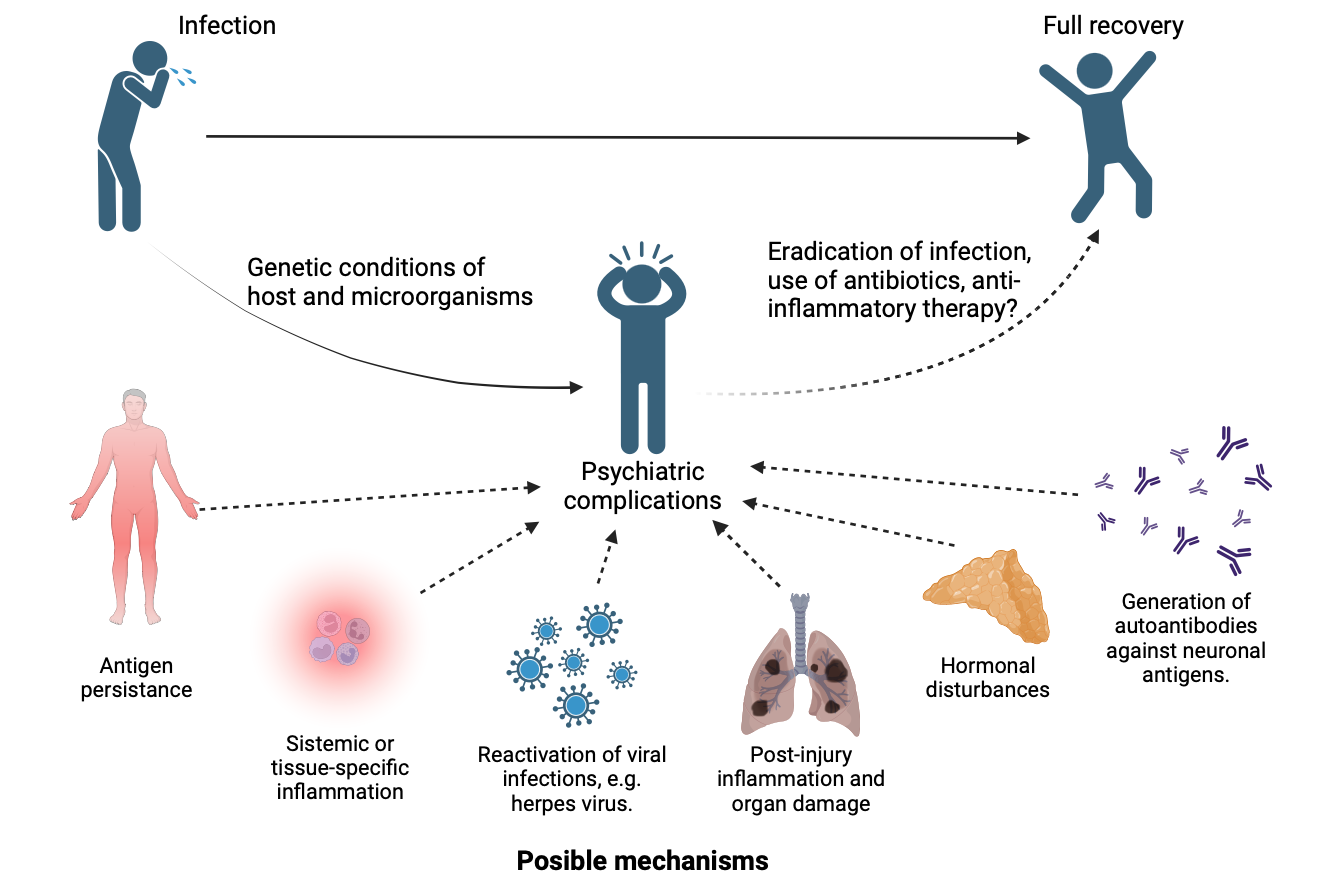 Infection
Full recovery
Genetic conditions of
host and microorganisms
Eradication of infection,
use of antibiotics, anti-
inflammatory therapy?
Psychiatric
complications
Antigen
persistance
Sistemic or
tissue-specific
inflammation
Reactivation of viral
infections, e.g.
herpes virus.
Post-injury
inflammation and
organ damage
Hormonal
disturbances
Generation of
autoantibodies
against neuronal
antigens.
Posible mechanisms